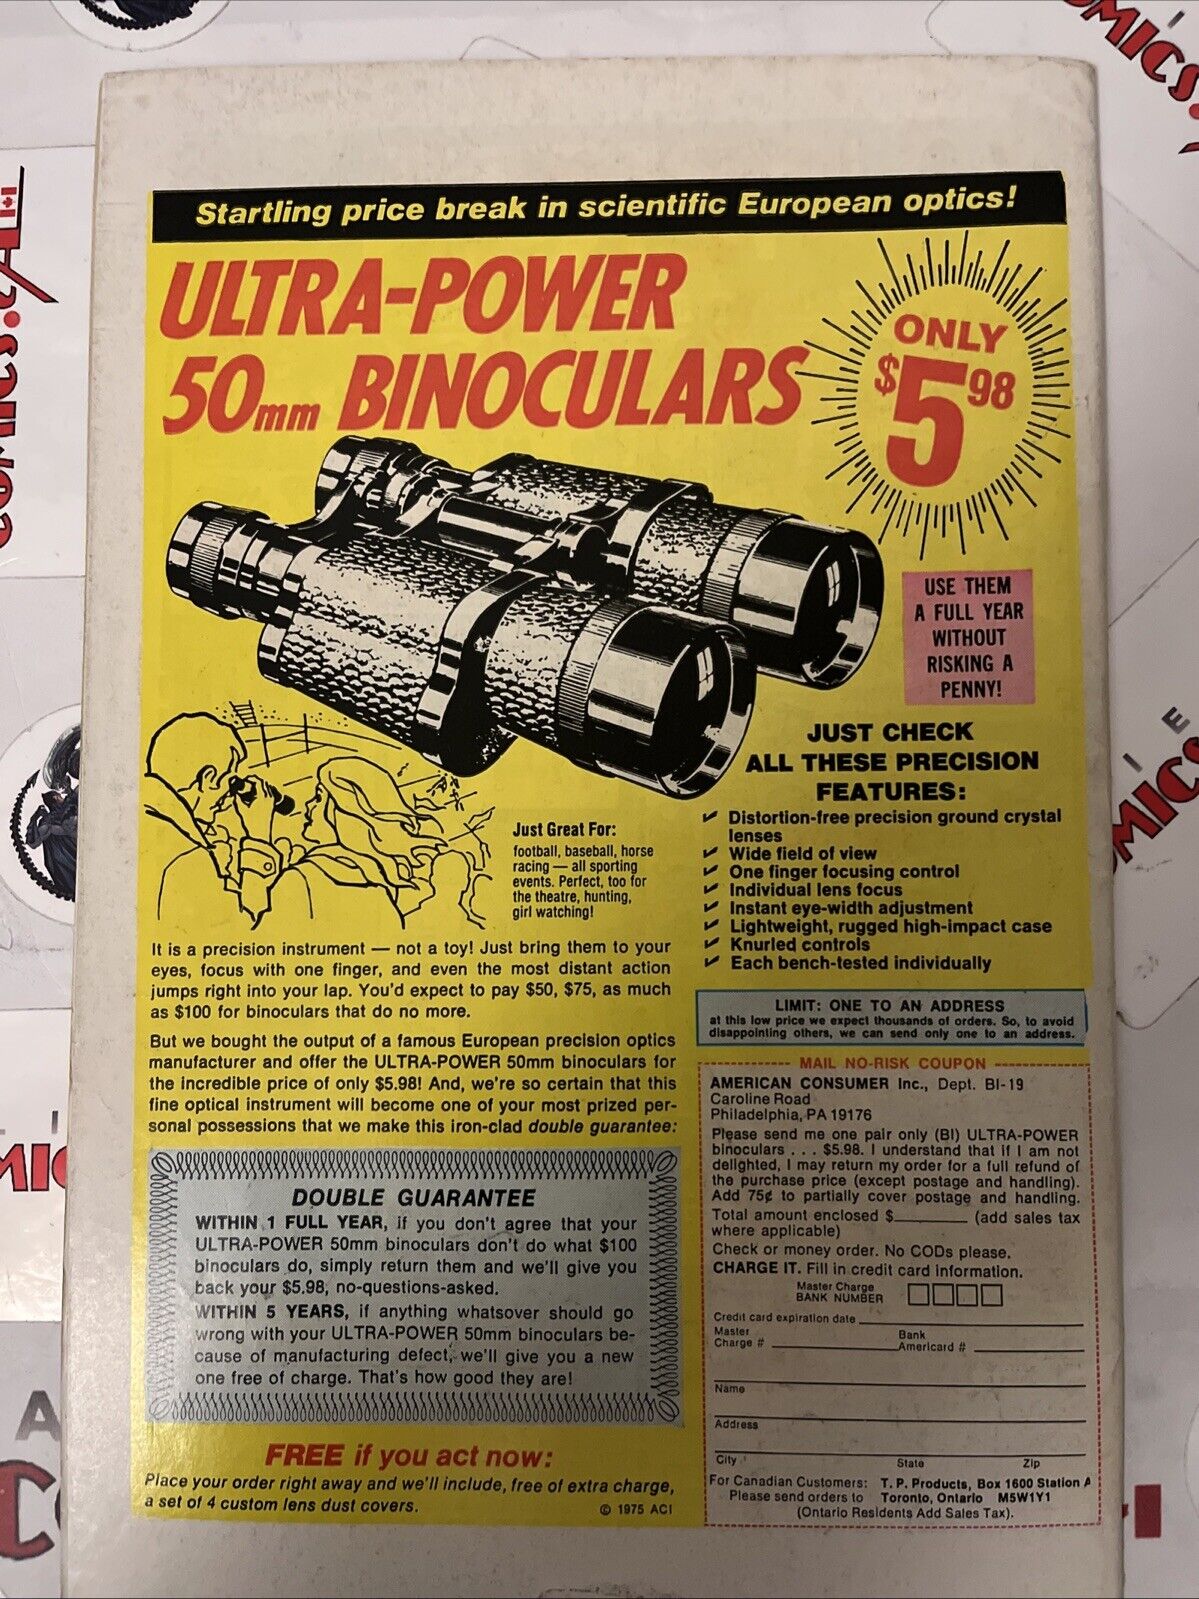 Startling price break in scientific European optics!
ULTRA-POWER
50mm BINOCULARS
ONLY
$5 98
USE THEM
A FULL YEAR
WITHOUT
RISKING A
PENNY!
JUST CHECK
ALL THESE PRECISION
FEATURES:
✔ Distortion-free precision ground crystal
lenses
✔ Wide field of view
✔ One finger focusing control
✔ Individual lens focus
✔ Instant eye-width adjustment
✔ Lightweight, rugged high-impact case
✔ Knurled controls
✔ Each bench-tested individually
Just Great For:
football, baseball, horse
racing — all sporting
events. Perfect, too for
the theatre, hunting,
girl watching!
It is a precision instrument — not a toy! Just bring them to your
eyes, focus with one finger, and even the most distant action
jumps right into your lap. You'd expect to pay $50, $75, as much
as $100 for binoculars that do no more.
But we bought the output of a famous European precision optics
manufacturer and offer the ULTRA-POWER 50mm binoculars for
the incredible price of only $5.98! And, we're so certain that this
fine optical instrument will become one of your most prized per-
sonal possessions that we make this iron-clad double guarantee:
DOUBLE GUARANTEE
WITHIN 1 FULL YEAR, if you don't agree that your
ULTRA-POWER 50mm binoculars don't do what $100
binoculars do, simply return them and we'll give you
back your $5.98, no-questions-asked.
WITHIN 5 YEARS, if anything whatsover should go
wrong with your ULTRA-POWER 50mm binoculars be-
cause of manufacturing defect, we'll give you a new
one free of charge. That's how good they are!
FREE if you act now:
Place your order right away and we'll include, free of extra charge,
a set of 4 custom lens dust covers.
© 1975 ACI
LIMIT: ONE TO AN ADDRESS
at this low price we expect thousands of orders. So, to avoid
disappointing others, we can send only one to an address.
MAIL NO-RISK COUPON
AMERICAN CONSUMER Inc., Dept. BI-19
Caroline Road
Philadelphia, PA 19176
Please send me one pair only (BI) ULTRA-POWER
binoculars . . . $5.98. I understand that if I am not
delighted, I may return my order for a full refund of
the purchase price (except postage and handling).
Add 75¢ to partially cover postage and handling.
Total amount enclosed $________ (add sales tax
where applicable)
Check or money order. No CODs please.
CHARGE IT. Fill in credit card information.
Master Charge
BANK NUMBER
Credit card expiration date
Master Charge # Bank Americard #
Name
Address
City State Zip
For Canadian Customers: T. P. Products, Box 1600 Station A
Please send orders to Toronto, Ontario M5W1Y1
(Ontario Residents Add Sales Tax).
COMICS.CA